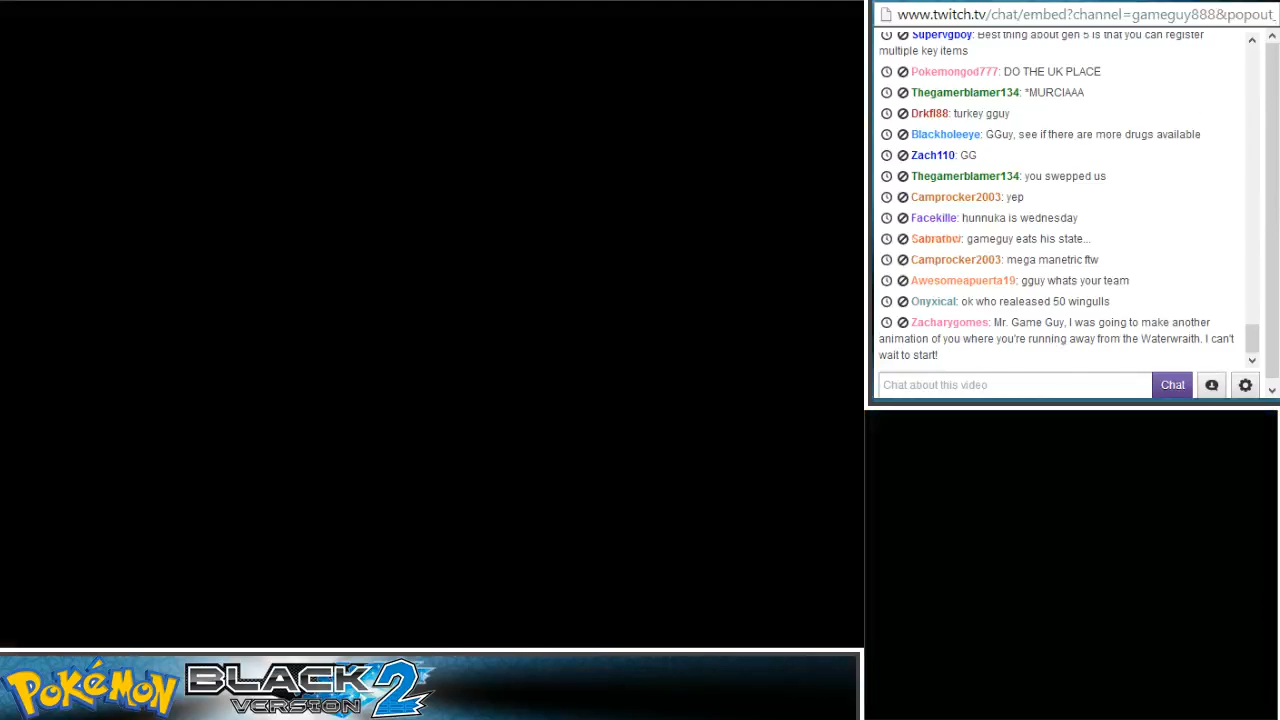 www.twitch.tv/chat/embed?channel=gameguy888&popout_
Supervgboy: Best thing about gen 5 is that you can register
multiple key items
Pokemongod777: DO THE UK PLACE
Thegamerblamer134: *MURCIAAA
Drkfl88: turkey gguy
Blackholeeye: GGuy, see if there are more drugs available
Zach110: GG
Thegamerblamer134: you swepped us
Camprocker2003: yep
Facekille: hunnuka is wednesday
Sabratbw: gameguy eats his state...
Camprocker2003: mega manetric ftw
Awesomeapuerta19: gguy whats your team
Onyxical: ok who realeased 50 wingulls
Zacharygomes: Mr. Game Guy, I was going to make another
animation of you where you're running away from the Waterwraith. I can't
wait to start!
Chat about this video
Chat
POKéMON
BLACK 2
VERSION